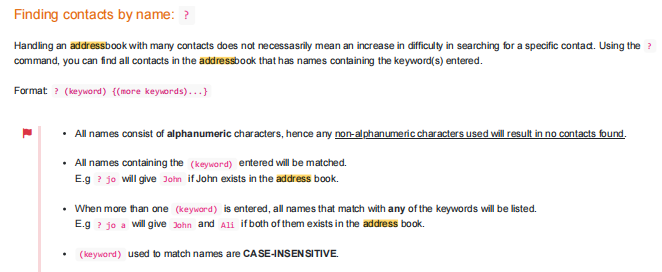 Finding contacts by name: ?
Handling an addressbook with many contacts does not necessasrily mean an increase in difficulty in searching for a specific contact. Using the ?
command, you can find all contacts in the addressbook that has names containing the keyword(s) entered.
Format: ? (keyword) {(more keywords)...}
• All names consist of alphanumeric characters, hence any non-alphanumeric characters used will result in no contacts found.
• All names containing the (keyword) entered will be matched.
E.g ? jo will give John if John exists in the address book.
• When more than one (keyword) is entered, all names that match with any of the keywords will be listed.
E.g ? jo a will give John and Ali if both of them exists in the address book.
• (keyword) used to match names are CASE-INSENSITIVE.